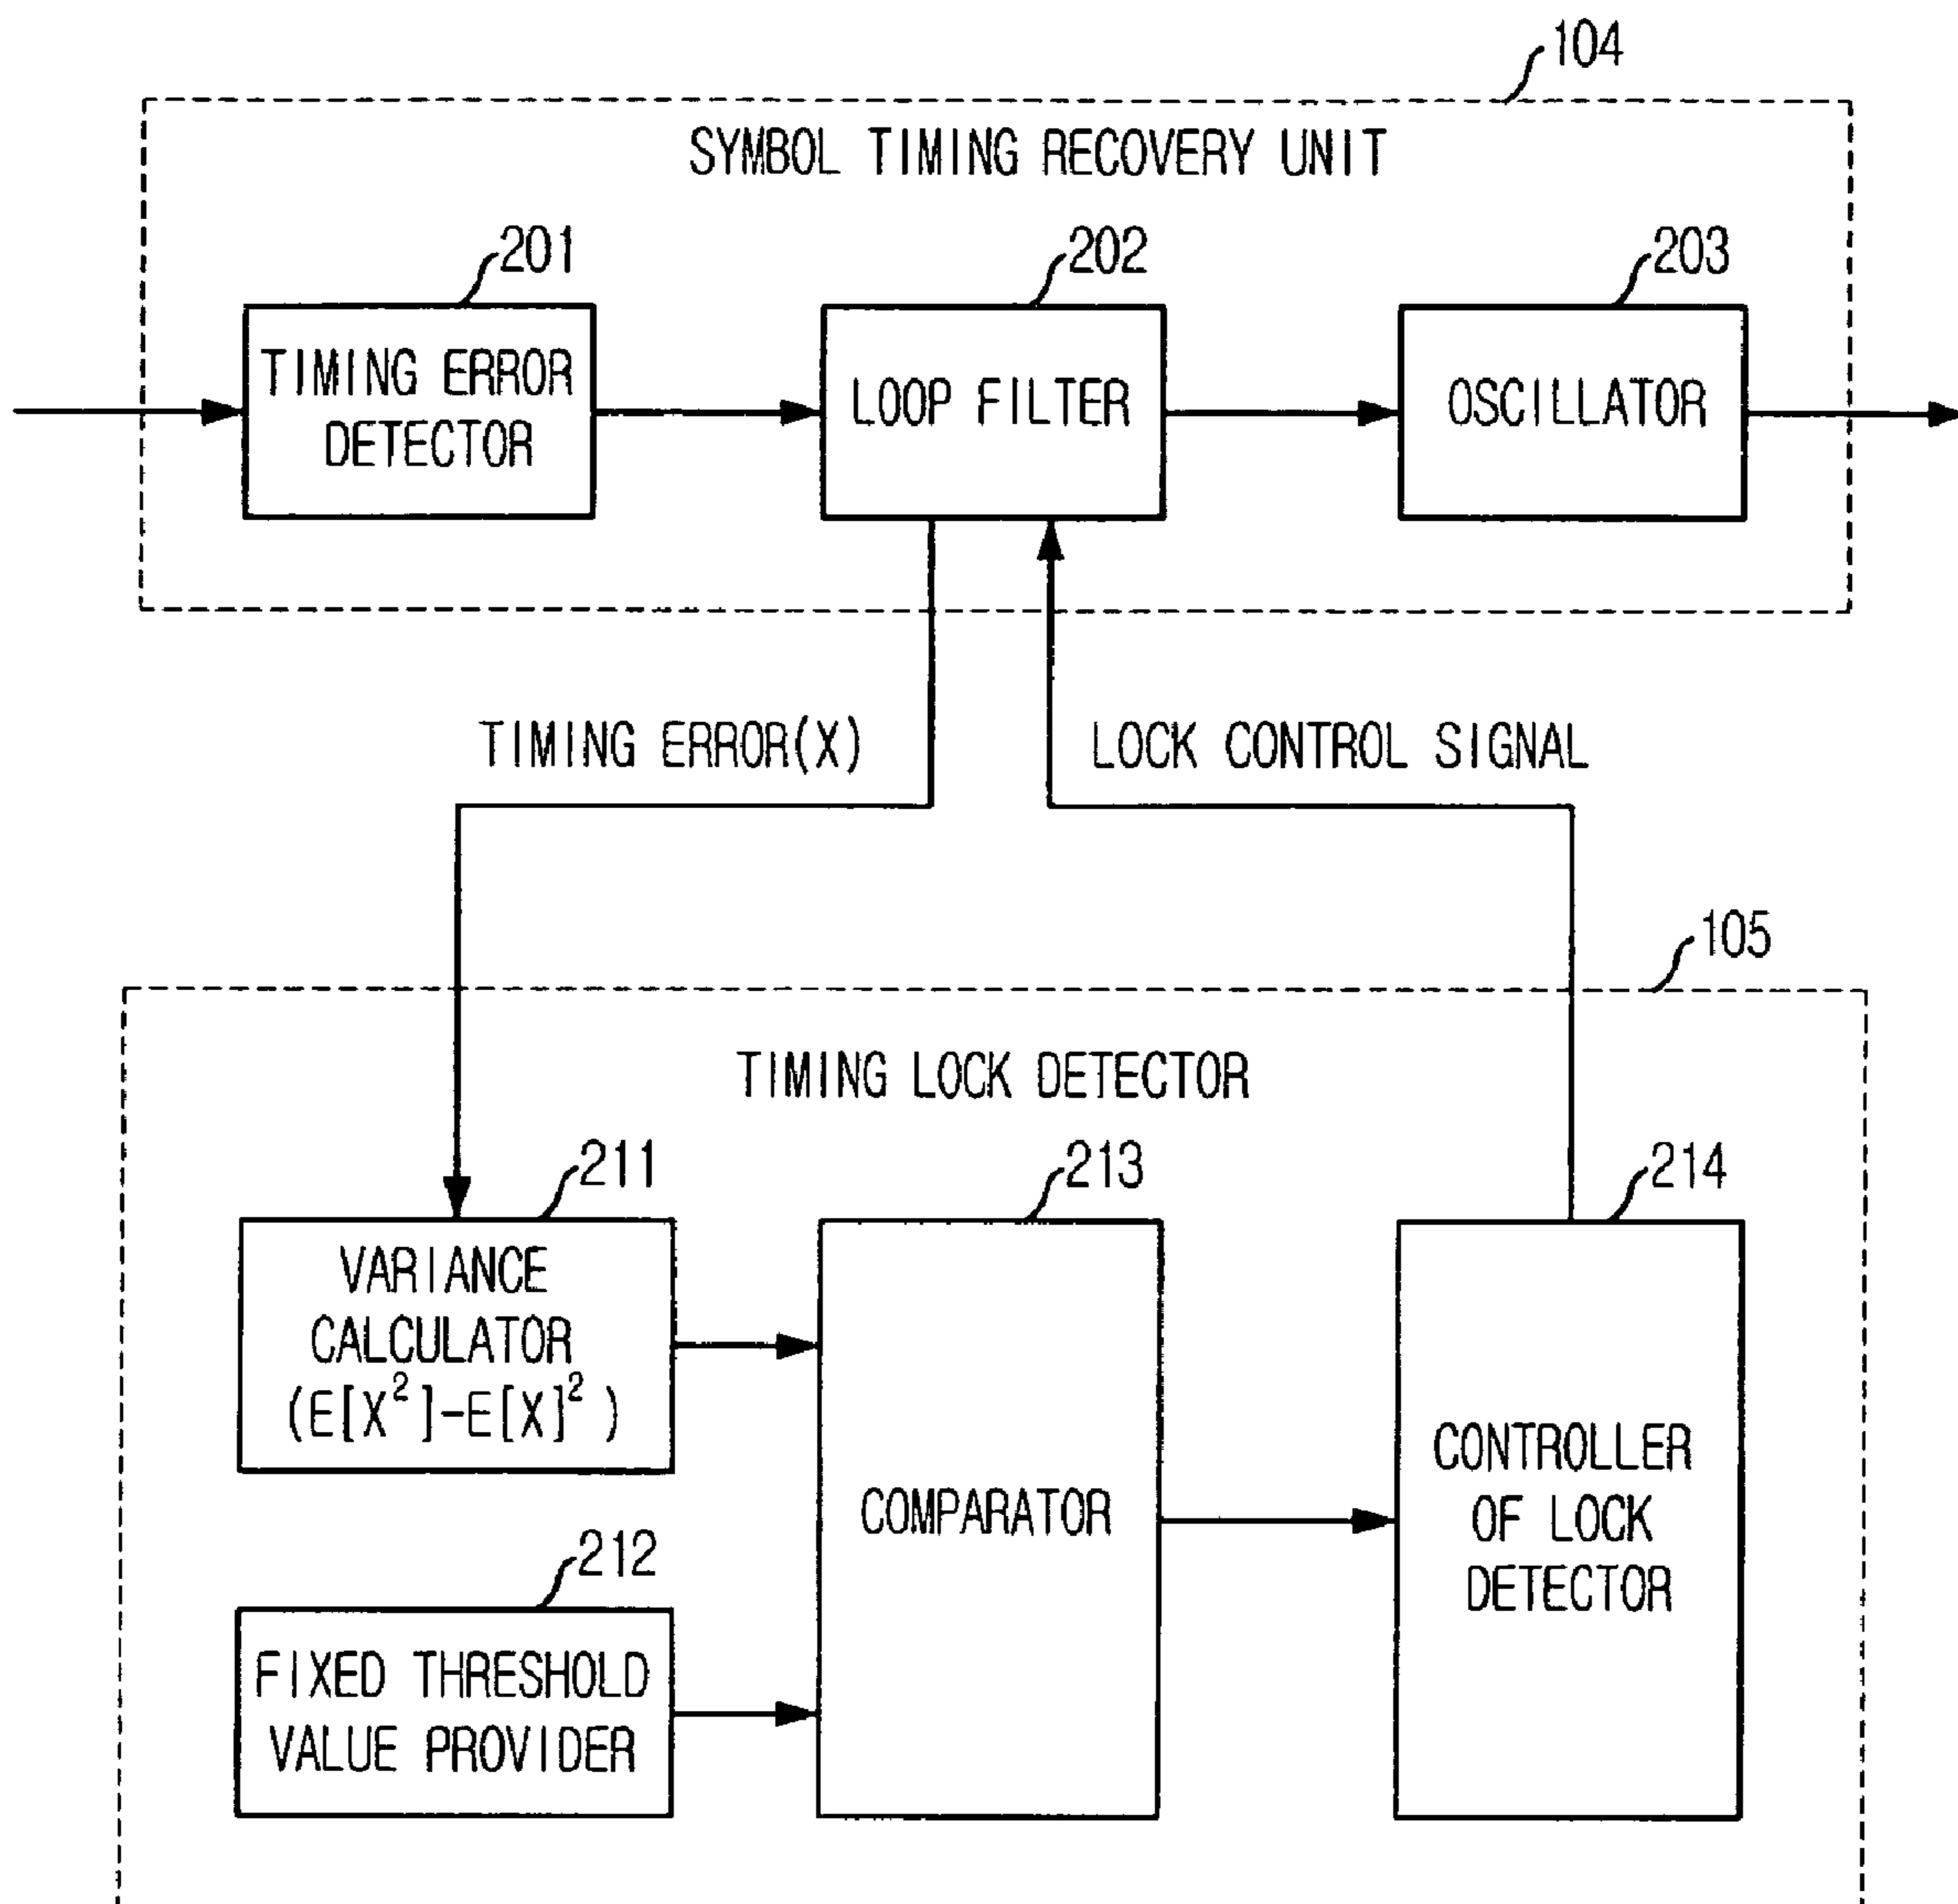 104
SYMBOL TIMING RECOVERY UNIT
201
202
203
TIMING ERROR
DETECTOR
LOOP FILTER
OSCILLATOR
TIMING ERROR(X)
LOCK CONTROL SIGNAL
105
TIMING LOCK DETECTOR
211
213
214
VARIANCE
CALCULATOR
(E[X²]-E[X]²)
COMPARATOR
CONTROLLER
OF LOCK
DETECTOR
212
FIXED THRESHOLD
VALUE PROVIDER